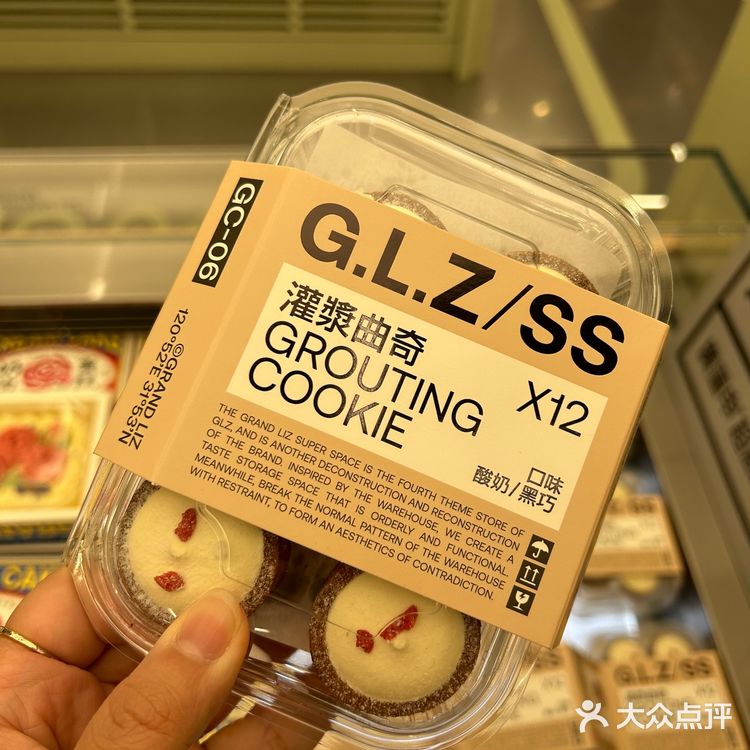 GC-06
G.L.Z/SS
灌漿曲奇
GROUTING
COOKIE
X12
口味
酸奶/黑巧
THE GRAND LIZ SUPER SPACE IS THE FOURTH THEME STORE OF
GLZ, AND IS ANOTHER DECONSTRUCTION AND RECONSTRUCTION
OF THE BRAND. INSPIRED BY THE WAREHOUSE, WE CREATE A
TASTE STORAGE SPACE THAT IS ORDERLY AND FUNCTIONAL
MEANWHILE, BREAK THE NORMAL PATTERN OF THE WAREHOUSE
WITH RESTRAINT, TO FORM AN AESTHETICS OF CONTRADICTION.
©GRAND LIZ
120°52'E 31°53'N
G.L.Z/SS
大众点评